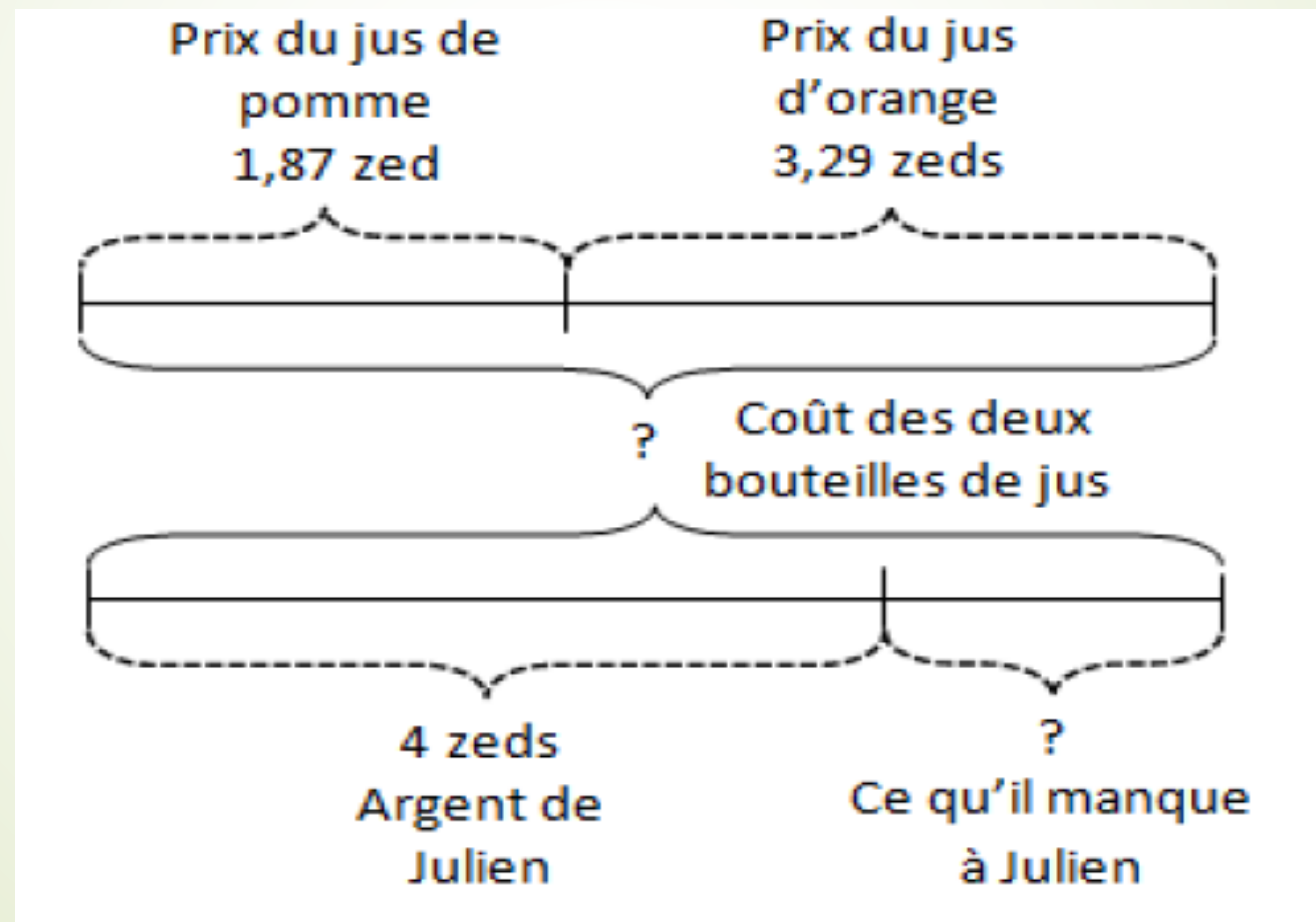 Prix du jus de
pomme
1,87 zed
Prix du jus
d'orange
3,29 zeds
?
Coût des deux
bouteilles de jus
4 zeds
Argent de
Julien
?
Ce qu'il manque
à Julien